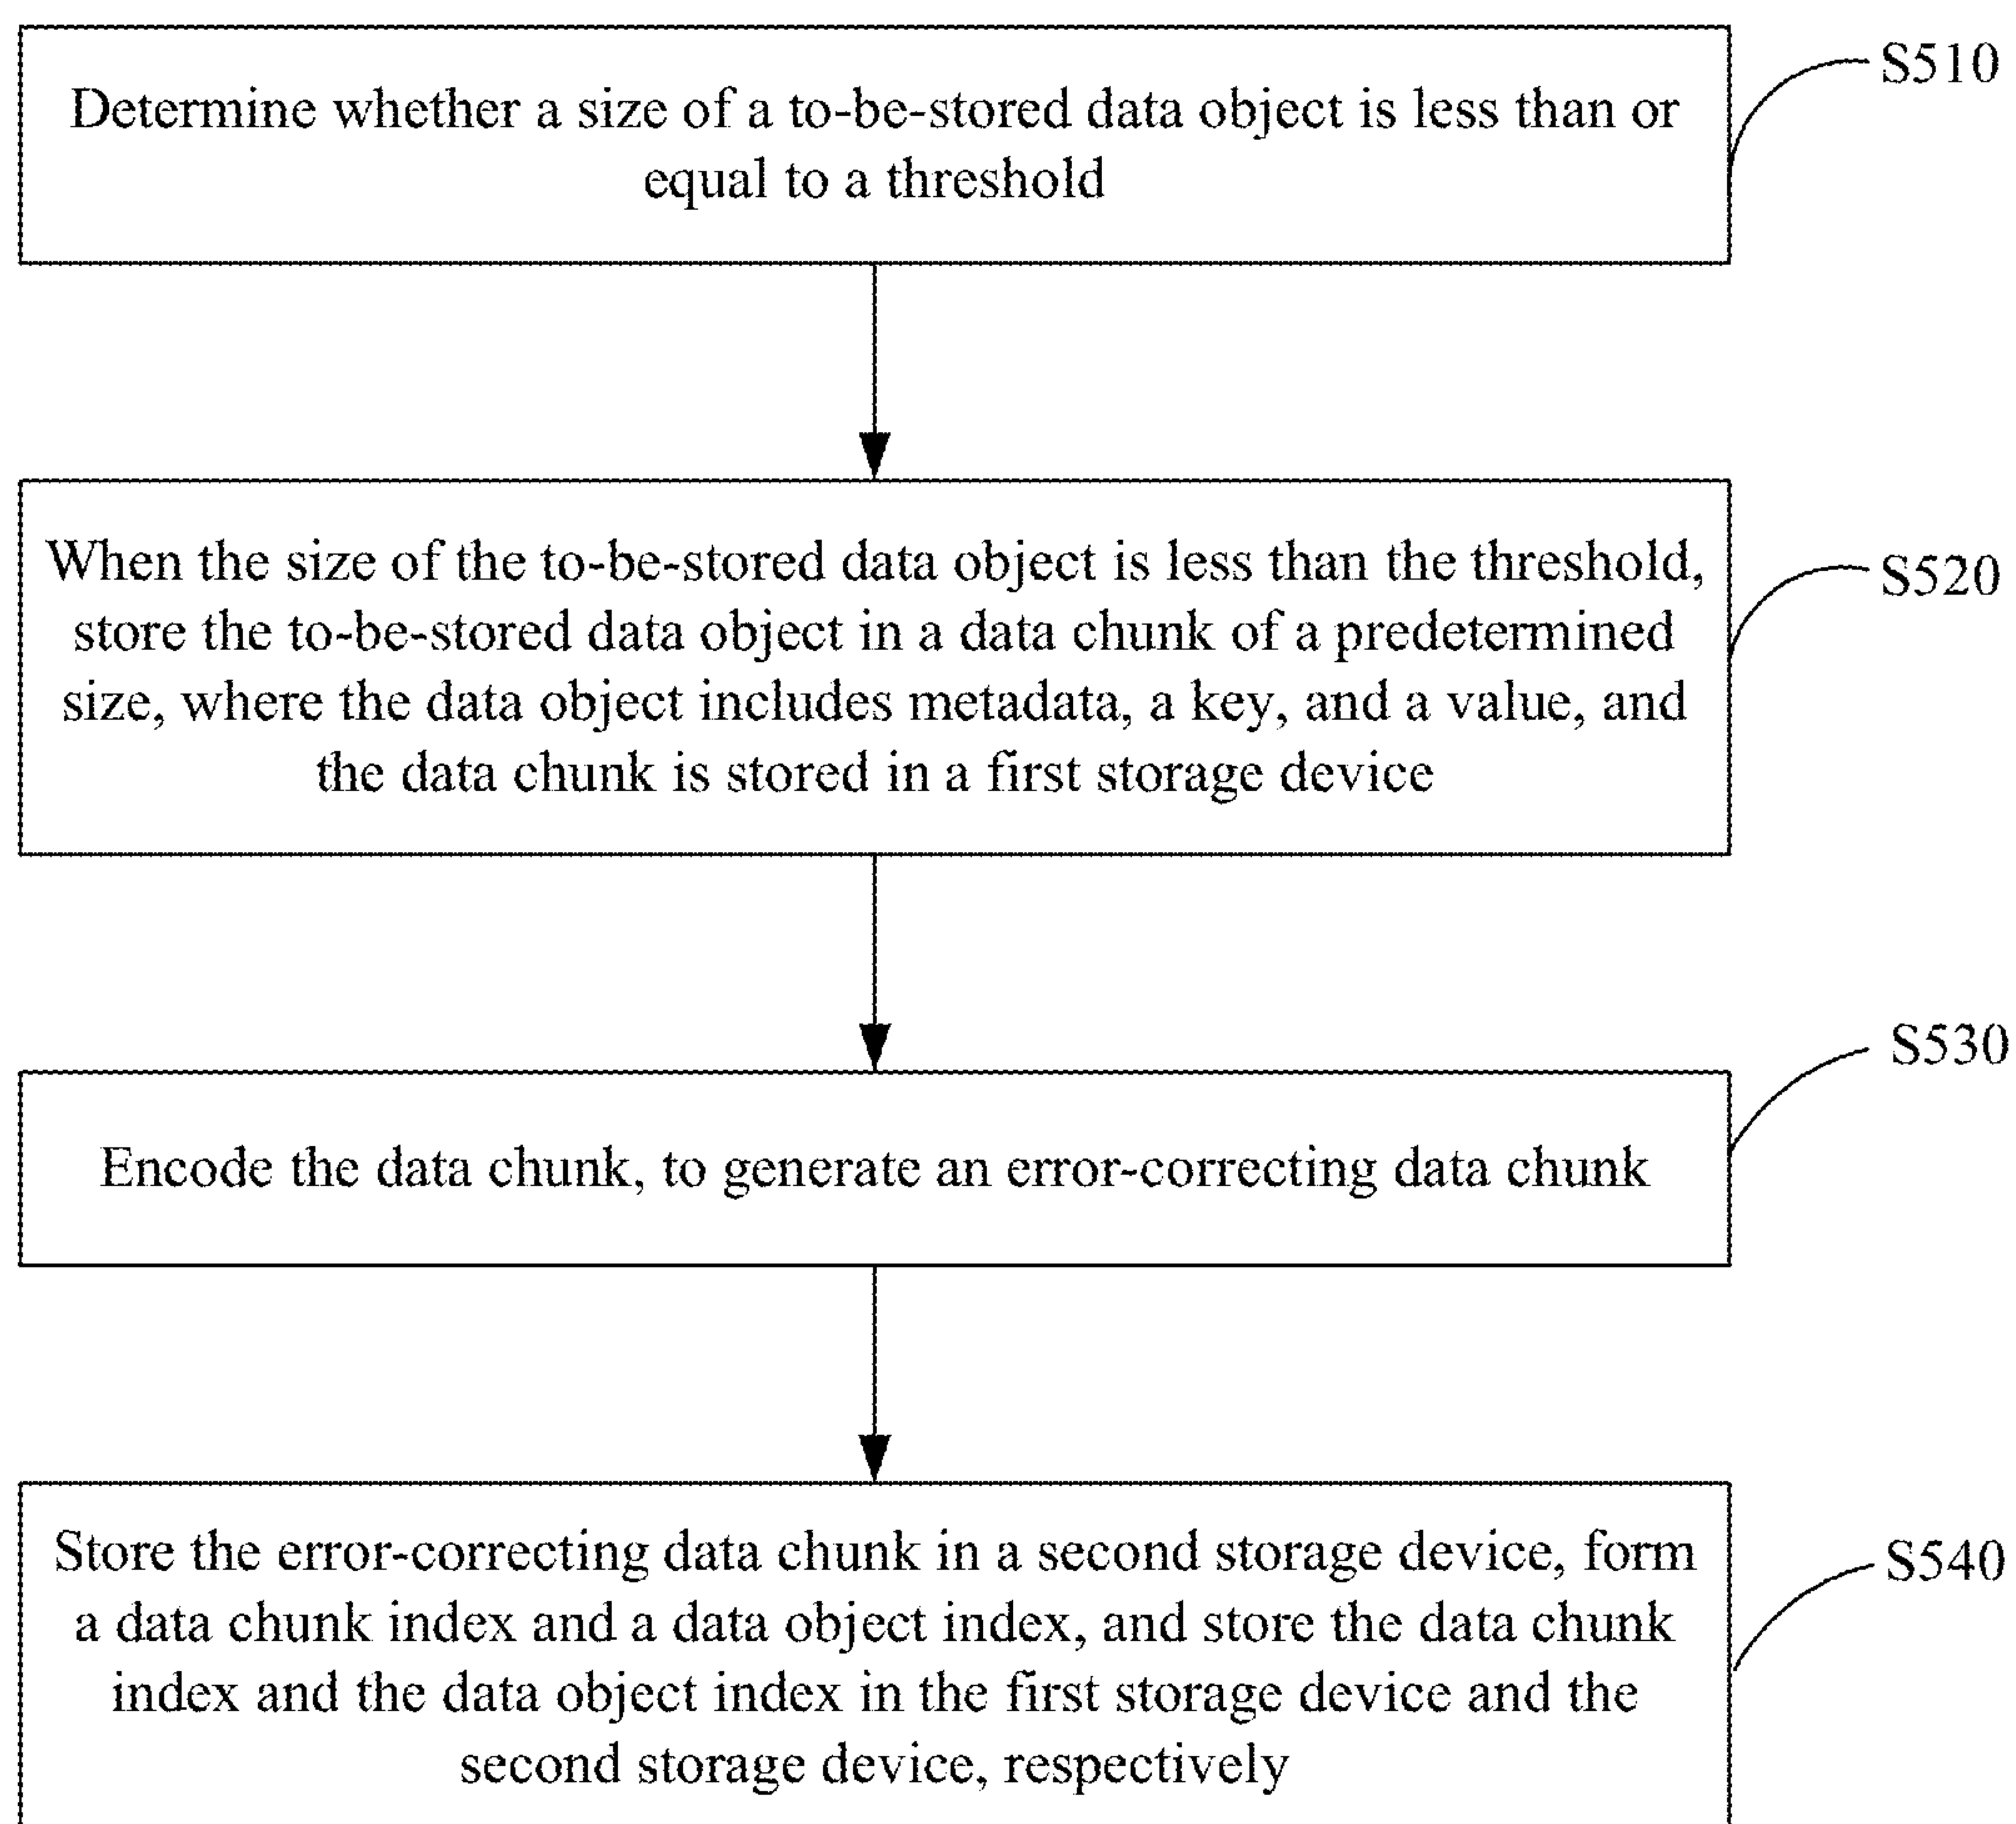 Determine whether a size of a to-be-stored data object is less than or
equal to a threshold
S510
When the size of the to-be-stored data object is less than the threshold,
store the to-be-stored data object in a data chunk of a predetermined
size, where the data object includes metadata, a key, and a value, and
the data chunk is stored in a first storage device
S520
Encode the data chunk, to generate an error-correcting data chunk
S530
Store the error-correcting data chunk in a second storage device, form
a data chunk index and a data object index, and store the data chunk
index and the data object index in the first storage device and the
second storage device, respectively
S540